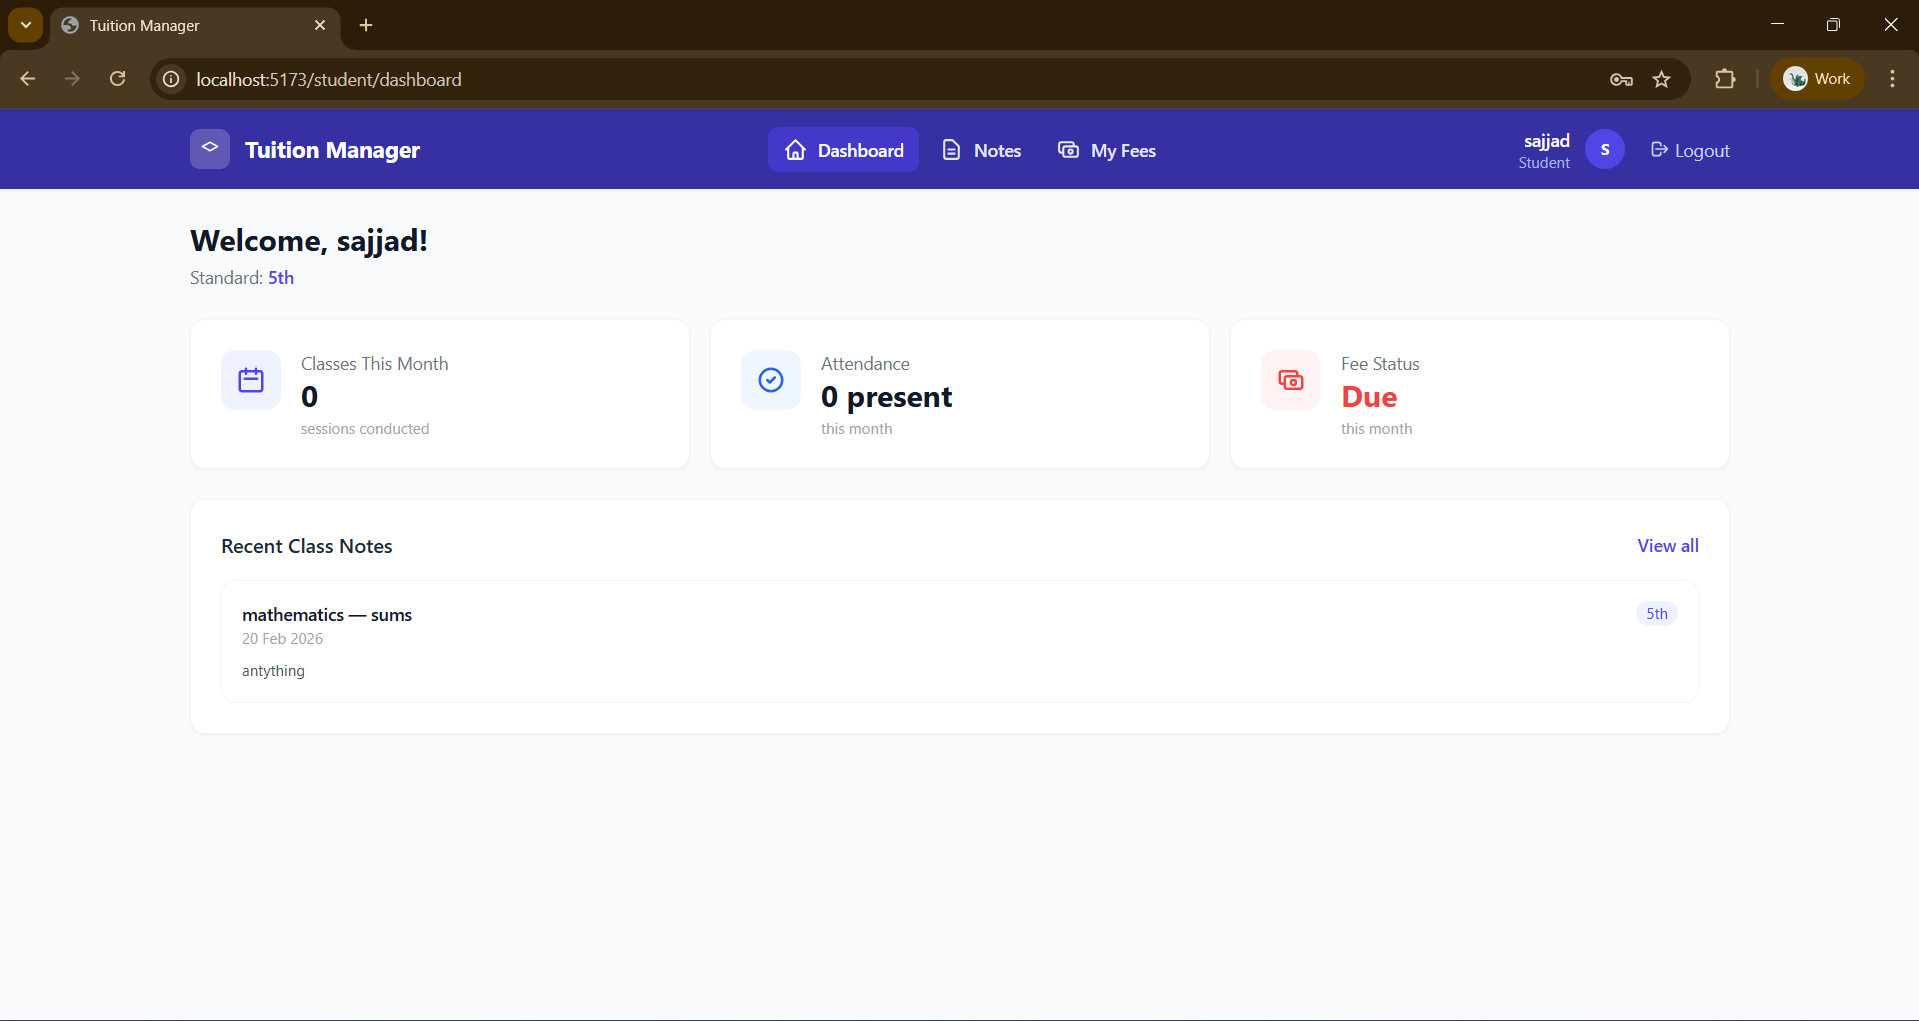 Tuition Manager
localhost:5173/student/dashboard
Work
Tuition Manager
Dashboard
Notes
My Fees
sajjad
Student
S
Logout
Welcome, sajjad!
Standard: 5th
Classes This Month
0
sessions conducted
Attendance
0 present
this month
Fee Status
Due
this month
Recent Class Notes
View all
mathematics — sums
5th
20 Feb 2026
antything